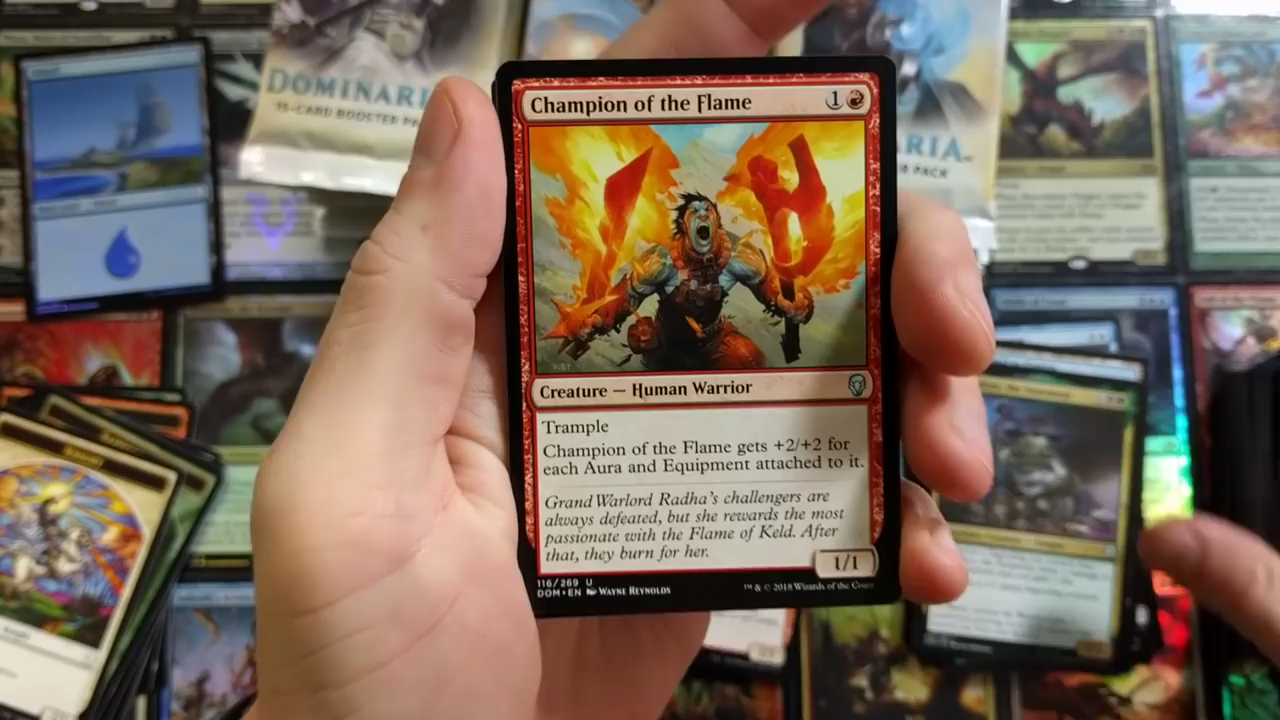 DOMINARIA
15-CARD BOOSTER PA
ARIA
PACK
Champion of the Flame
1
Creature — Human Warrior
Trample
Champion of the Flame gets +2/+2 for
each Aura and Equipment attached to it.
Grand Warlord Radha's challengers are
always defeated, but she rewards the most
passionate with the Flame of Keld. After
that, they burn for her.
1/1
116/269 U
DOM • EN Wayne Reynolds
™ & © 2018 Wizards of the Coast